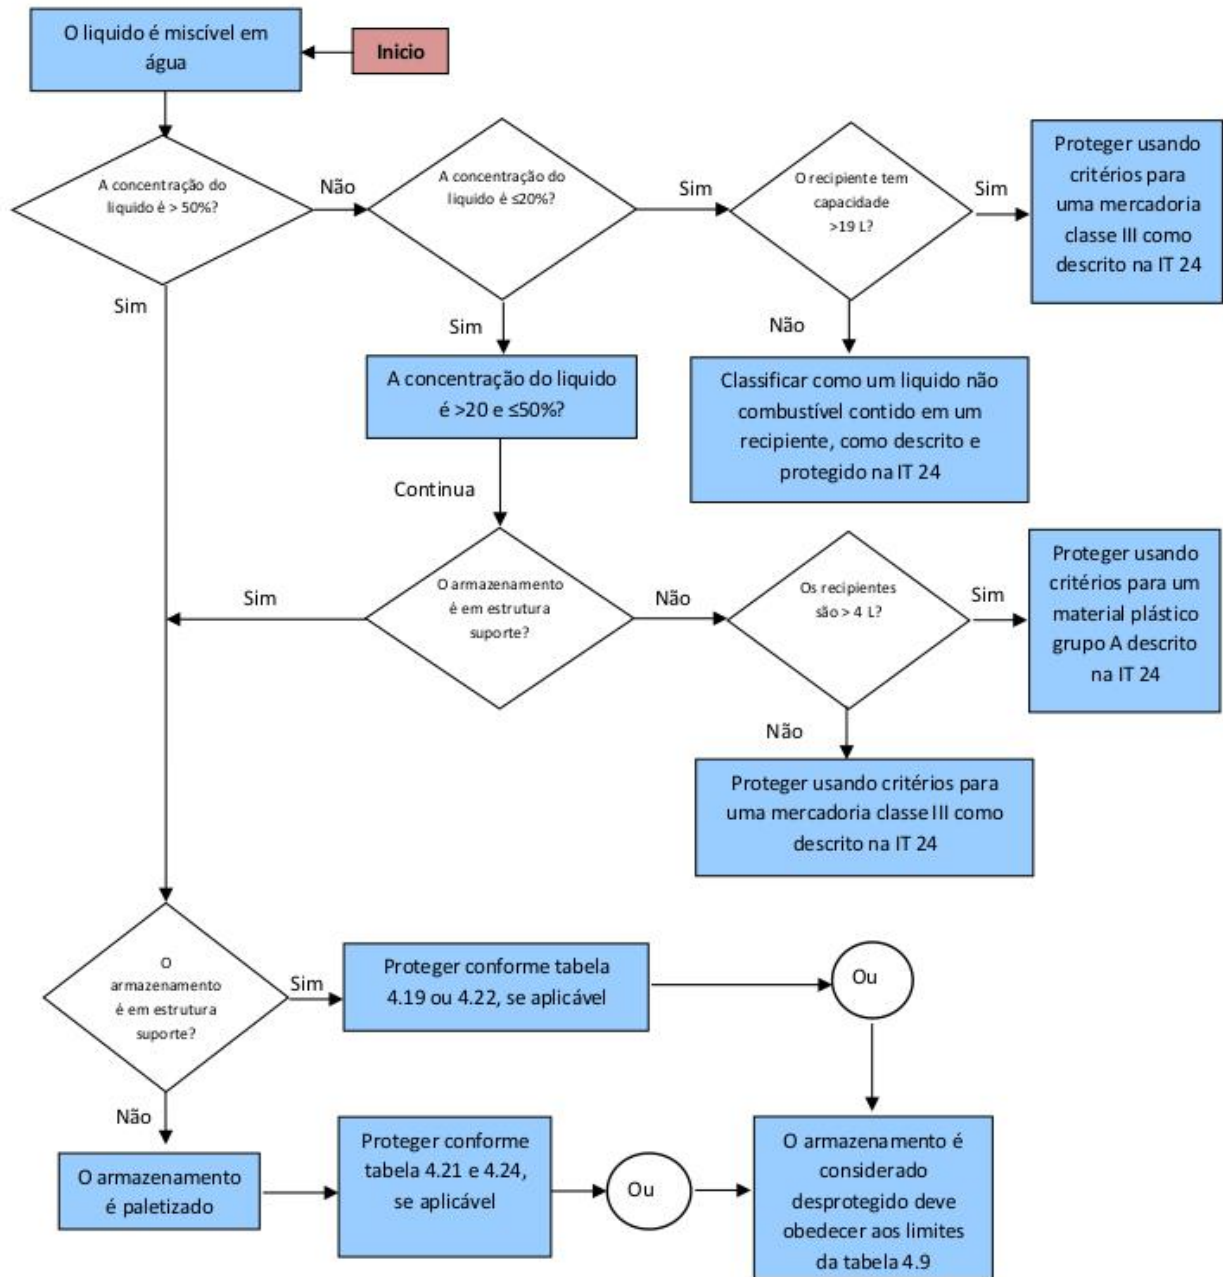 O liquido é miscível em
água
Inicio
A concentração do
liquido é > 50%?
Não
A concentração do
liquido é ≤20%?
Sim
O recipiente tem
capacidade
>19 L?
Sim
Proteger usando
critérios para
uma mercadoria
classe III como
descrito na IT 24
Sim
Sim
Não
A concentração do liquido
é >20 e ≤50%?
Classificar como um liquido não
combustível contido em um
recipiente, como descrito e
protegido na IT 24
Continua
O armazenamento
é em estrutura
suporte?
Sim
Não
Os recipientes
são > 4 L?
Sim
Proteger usando
critérios para um
material plástico
grupo A descrito
na IT 24
Não
Proteger usando critérios para
uma mercadoria classe III como
descrito na IT 24
O
armazenamento
é em estrutura
suporte?
Sim
Proteger conforme tabela
4.19 ou 4.22, se aplicável
Ou
Não
O armazenamento
é paletizado
Proteger conforme
tabela 4.21 e 4.24,
se aplicável
Ou
O armazenamento é
considerado
desprotegido deve
obedecer aos limites
da tabela 4.9